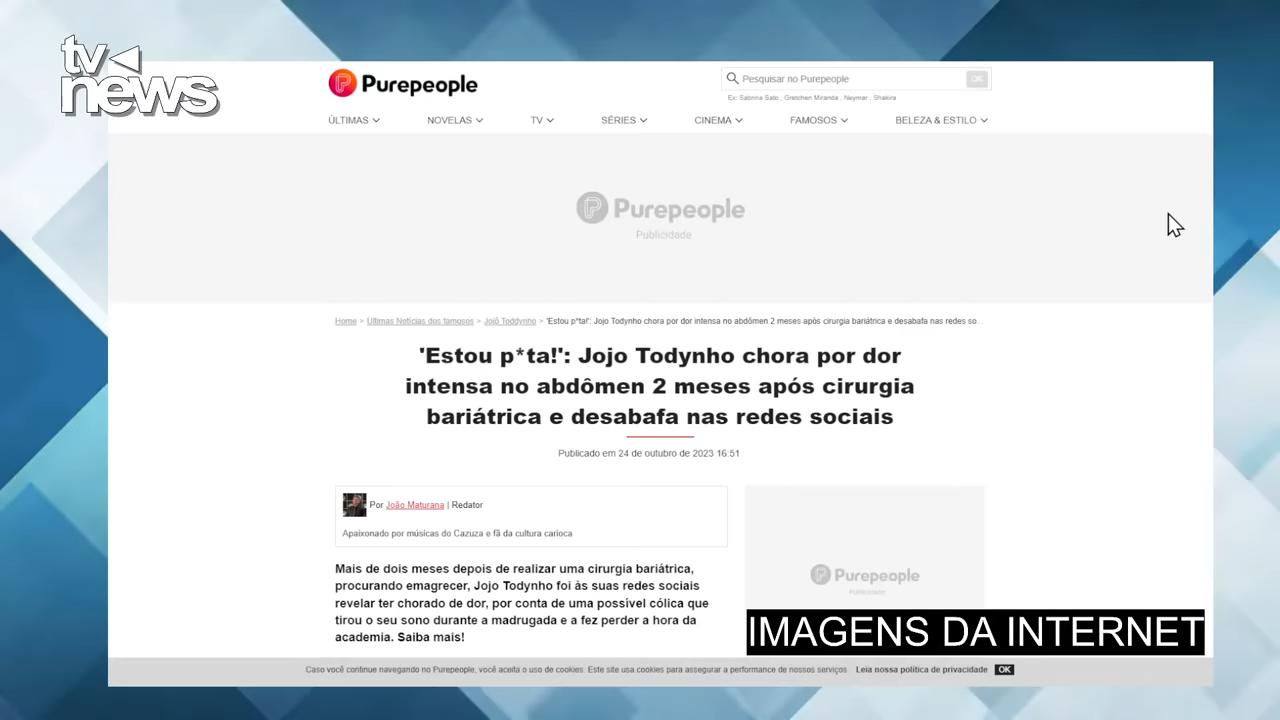 tv
news
Purepeople
Pesquisar no Purepeople
OK
Ex: Sabrina Sato , Gretchen Miranda , Neymar , Shakira
ÚLTIMAS NOVELAS TV SÉRIES CINEMA FAMOSOS BELEZA & ESTILO
Purepeople
Publicidade
Home > Últimas Notícias dos famosos > Jojô Toddynho > 'Estou p*ta!': Jojo Todynho chora por dor intensa no abdômen 2 meses após cirurgia bariátrica e desabafa nas redes so...
'Estou p*ta!': Jojo Todynho chora por dor
intensa no abdômen 2 meses após cirurgia
bariátrica e desabafa nas redes sociais
Publicado em 24 de outubro de 2023 16:51
Por João Maturana | Redator
Apaixonado por músicas do Cazuza e fã da cultura carioca
Mais de dois meses depois de realizar uma cirurgia bariátrica,
procurando emagrecer, Jojo Todynho foi às suas redes sociais
revelar ter chorado de dor, por conta de uma possível cólica que
tirou o seu sono durante a madrugada e a fez perder a hora da
academia. Saiba mais!
Purepeople
Publicidade
IMAGENS DA INTERNET
Caso você continue navegando no Purepeople, você aceita o uso de cookies. Este site usa cookies para assegurar a performance de nossos serviços Leia nossa política de privacidade OK